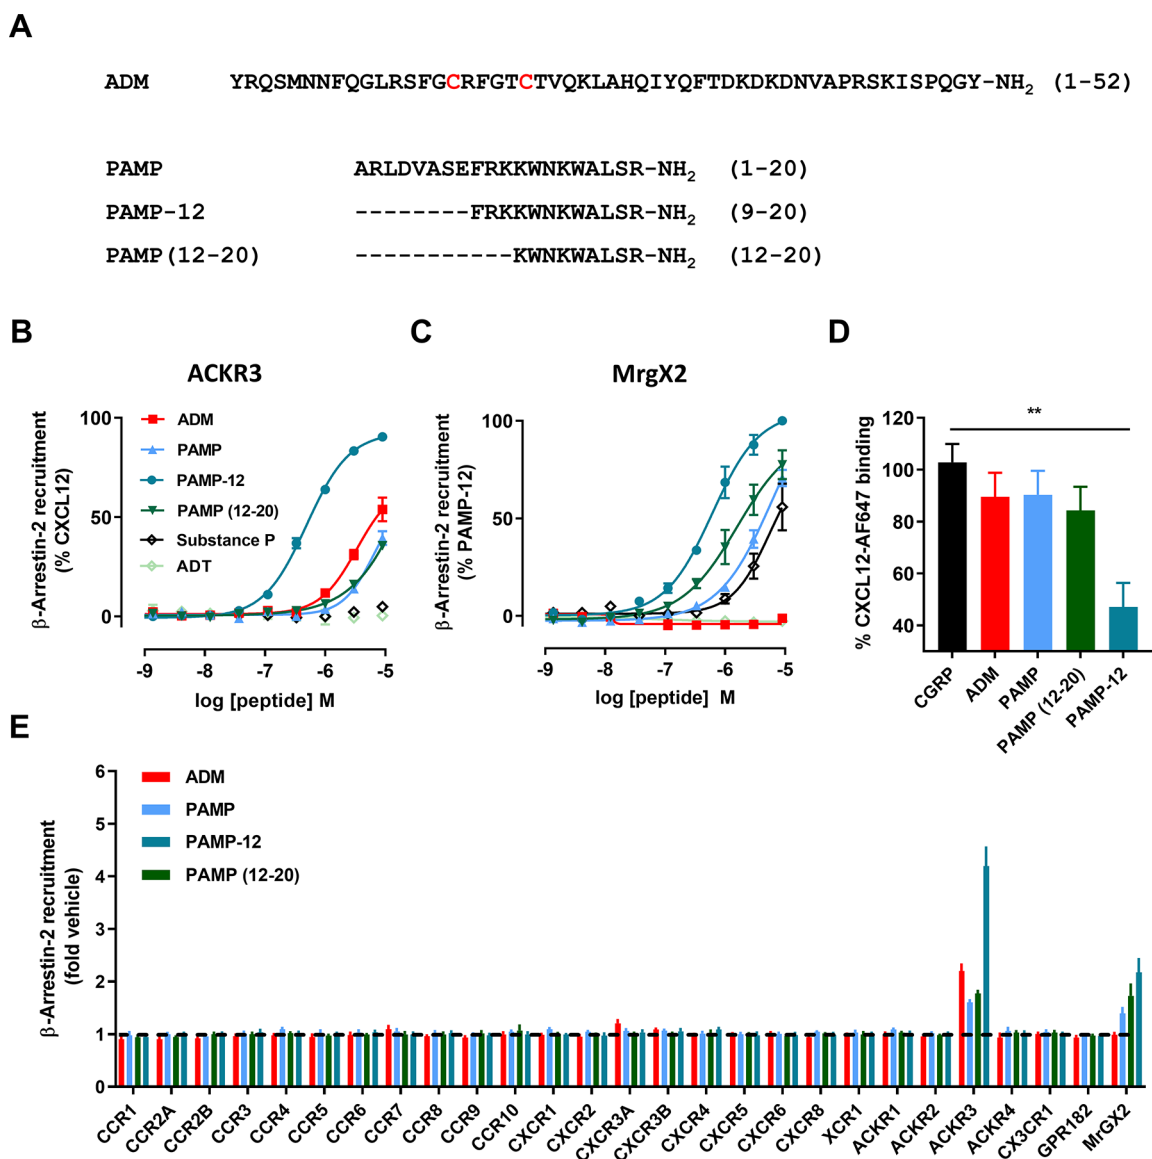 A
ADM YRQSMNNFQGLRSFGCRFGTCTVQKLAHQIYQFTDKDKDNVAPRSKISPQGY-NH2 (1-52)
PAMP ARLDVASEFRKKWNKWALSR-NH2 (1-20)
PAMP-12 --------FRKKWNKWALSR-NH2 (9-20)
PAMP(12-20) -----------KWNKWALSR-NH2 (12-20)
B
ACKR3
β-Arrestin-2 recruitment
(% CXCL12)
100
50
0
ADM
PAMP
PAMP-12
PAMP (12-20)
Substance P
ADT
-9 -8 -7 -6 -5
log [peptide] M
C
MrgX2
β-Arrestin-2 recruitment
(% PAMP-12)
100
50
0
-9 -8 -7 -6 -5
log [peptide] M
D
% CXCL12-AF647 binding
120
100
80
60
40
**
CGRP
ADM
PAMP
PAMP (12-20)
PAMP-12
E
β-Arrestin-2 recruitment
(fold vehicle)
6
5
4
3
2
1
0
ADM
PAMP
PAMP-12
PAMP (12-20)
CCR1
CCR2A
CCR2B
CCR3
CCR4
CCR5
CCR6
CCR7
CCR8
CCR9
CCR10
CXCR1
CXCR2
CXCR3A
CXCR3B
CXCR4
CXCR5
CXCR6
CXCR8
XCR1
ACKR1
ACKR2
ACKR3
ACKR4
CX3CR1
GPR182
MrGX2